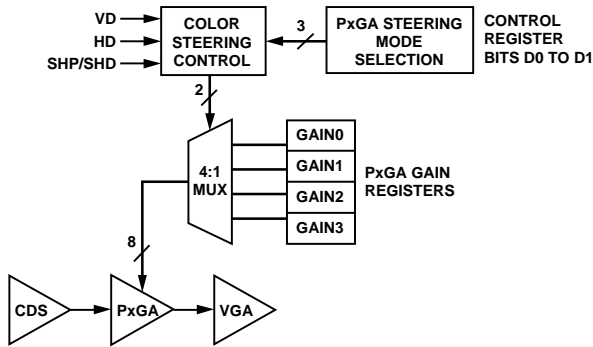 VD
HD
SHP/SHD
COLOR
STEERING
CONTROL
3
PxGA STEERING
MODE
SELECTION
CONTROL
REGISTER
BITS D0 TO D1
2
4:1
MUX
GAIN0
GAIN1
GAIN2
GAIN3
PxGA GAIN
REGISTERS
8
CDS
PxGA
VGA